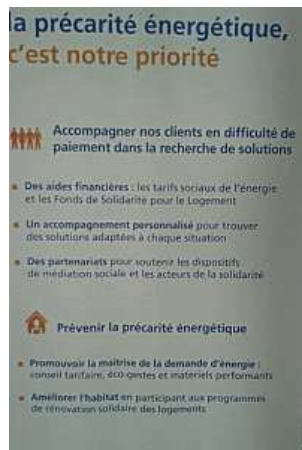 la précarité énergétique,
c'est notre priorité
Accompagner nos clients en difficulté de
paiement dans la recherche de solutions
Des aides financières : les tarifs sociaux de l'énergie
et les Fonds de Solidarité pour le Logement
Un accompagnement personnalisé pour trouver
des solutions adaptées à chaque situation
Des partenariats pour soutenir les dispositifs
de médiation sociale et les acteurs de la solidarité
Prévenir la précarité énergétique
Promouvoir la maîtrise de la demande d'énergie :
conseil tarifaire, éco-gestes et matériels performants
Améliorer l'habitat en participant aux programmes
de rénovation solidaire des logements